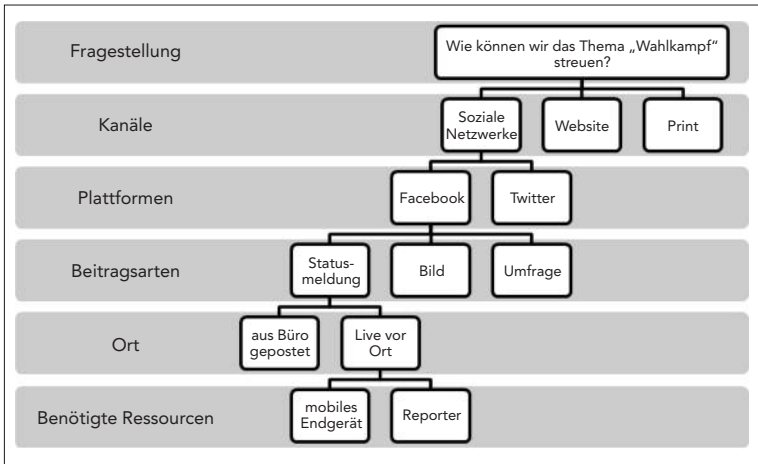 Fragestellung
Wie können wir das Thema „Wahlkampf“
streuen?
Kanäle
Soziale
Netzwerke
Website
Print
Plattformen
Facebook
Twitter
Beitragsarten
Status-
meldung
Bild
Umfrage
Ort
aus Büro
gepostet
Live vor
Ort
Benötigte Ressourcen
mobiles
Endgerät
Reporter